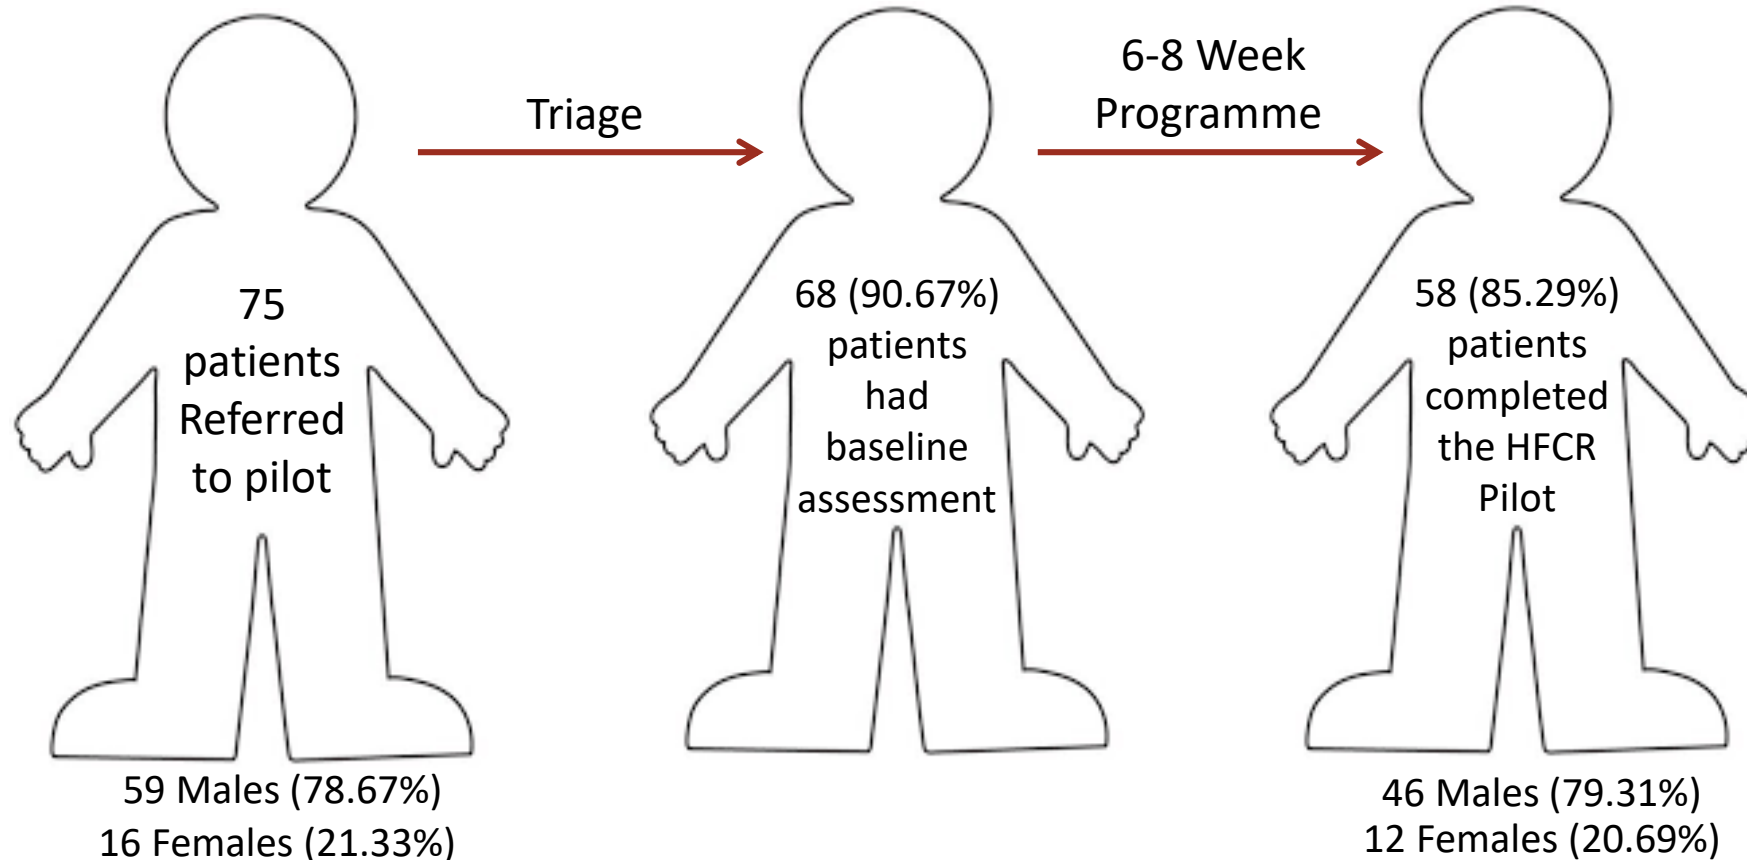 75
patients
Referred
to pilot
59 Males (78.67%)
16 Females (21.33%)
Triage
68 (90.67%)
patients
had
baseline
assessment
6-8 Week
Programme
58 (85.29%)
patients
completed
the HFCR
Pilot
46 Males (79.31%)
12 Females (20.69%)